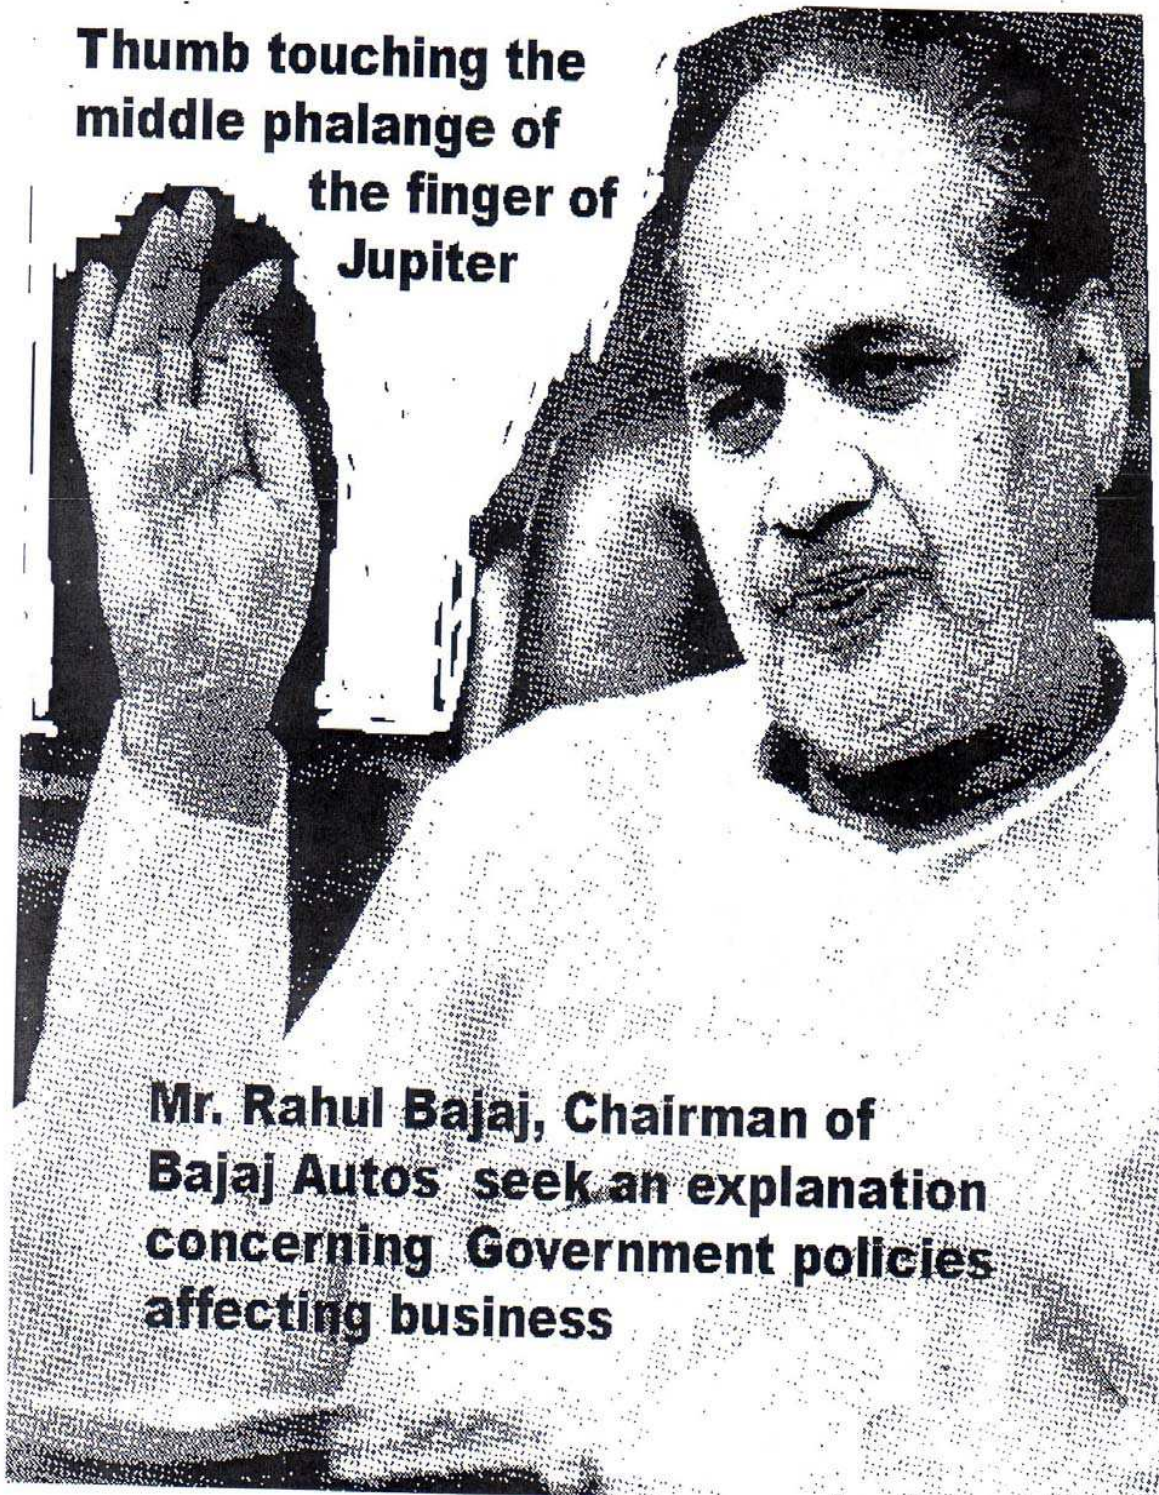 Thumb touching the
middle phalange of
the finger of
Jupiter
Mr. Rahul Bajaj, Chairman of
Bajaj Autos seek an explanation
concerning Government policies
affecting business